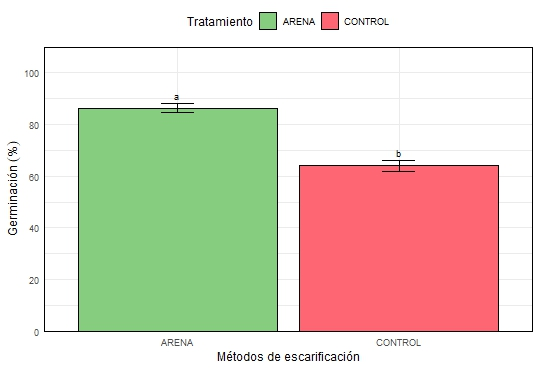 Tratamiento ARENA CONTROL
100
80
60
40
20
0
Germinación (%)
a
b
ARENA CONTROL
Métodos de escarificación